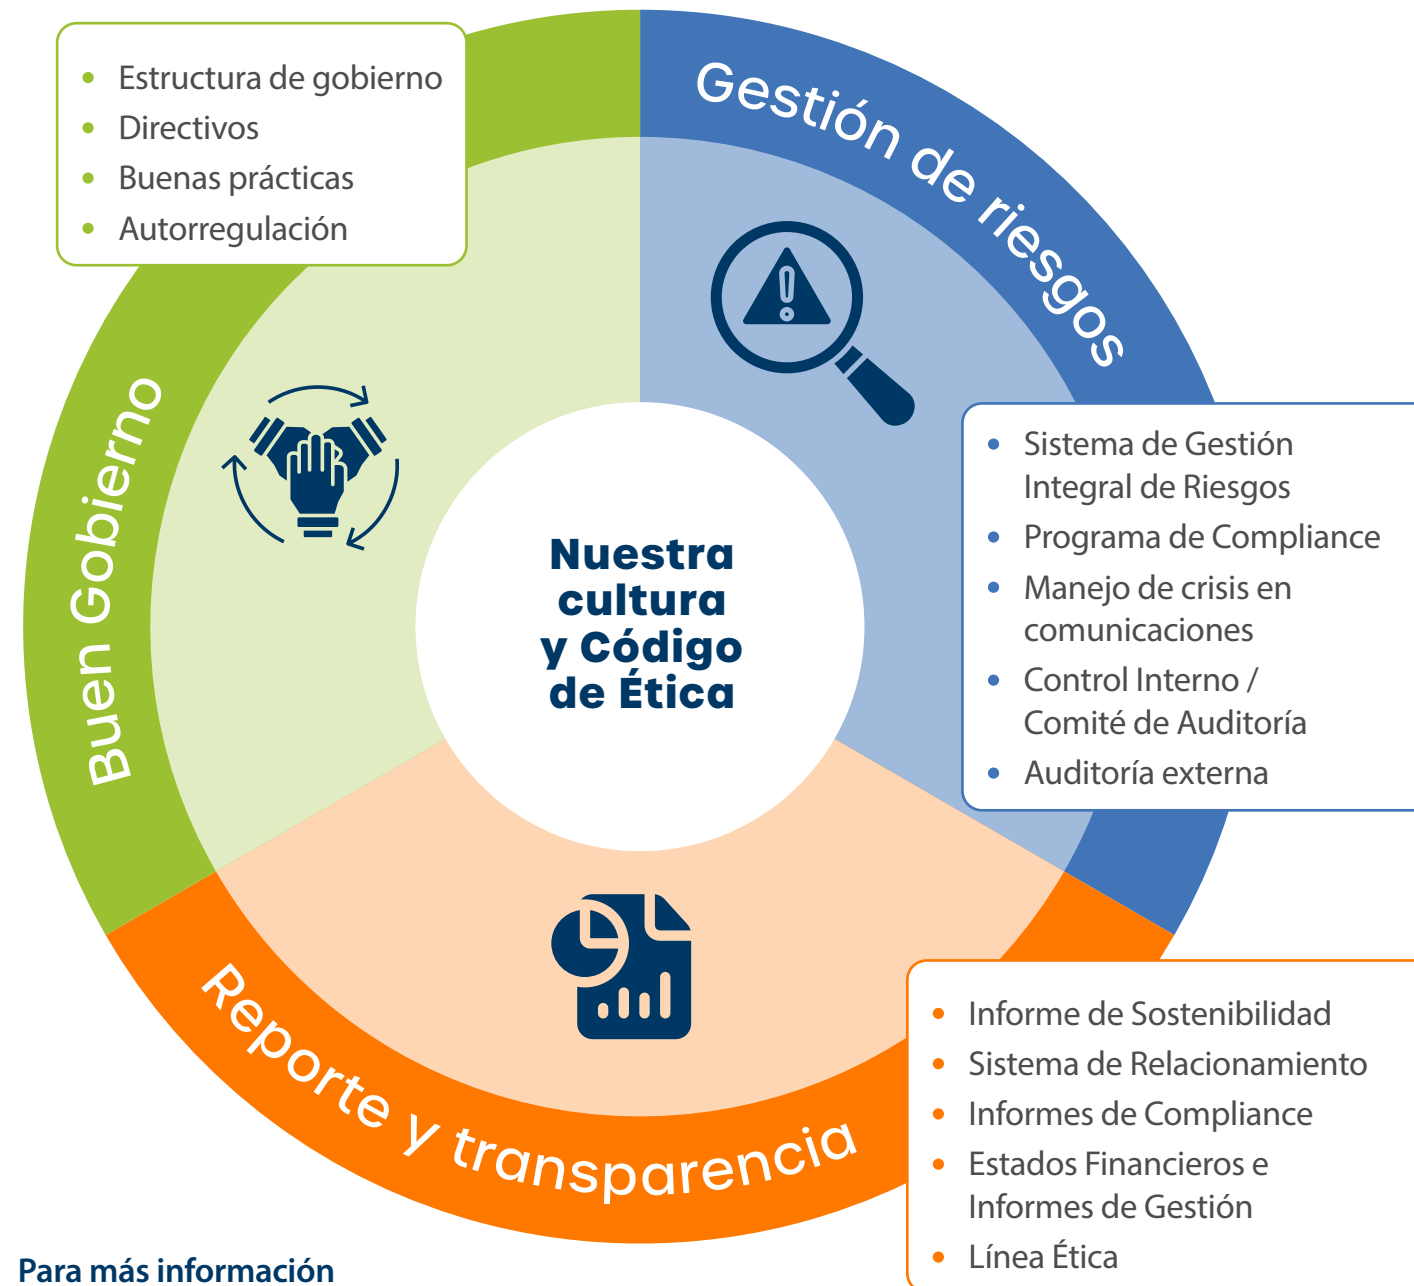 Estructura de gobierno
Directivos
Buenas prácticas
Autorregulación
Gestión de riesgos
Buen Gobierno
Nuestra
cultura
y Código
de Ética
Sistema de Gestión
Integral de Riesgos
Programa de Compliance
Manejo de crisis en
comunicaciones
Control Interno /
Comité de Auditoría
Auditoría externa
Reporte y transparencia
Informe de Sostenibilidad
Sistema de Relacionamiento
Informes de Compliance
Estados Financieros e
Informes de Gestión
Línea Ética
Para más información